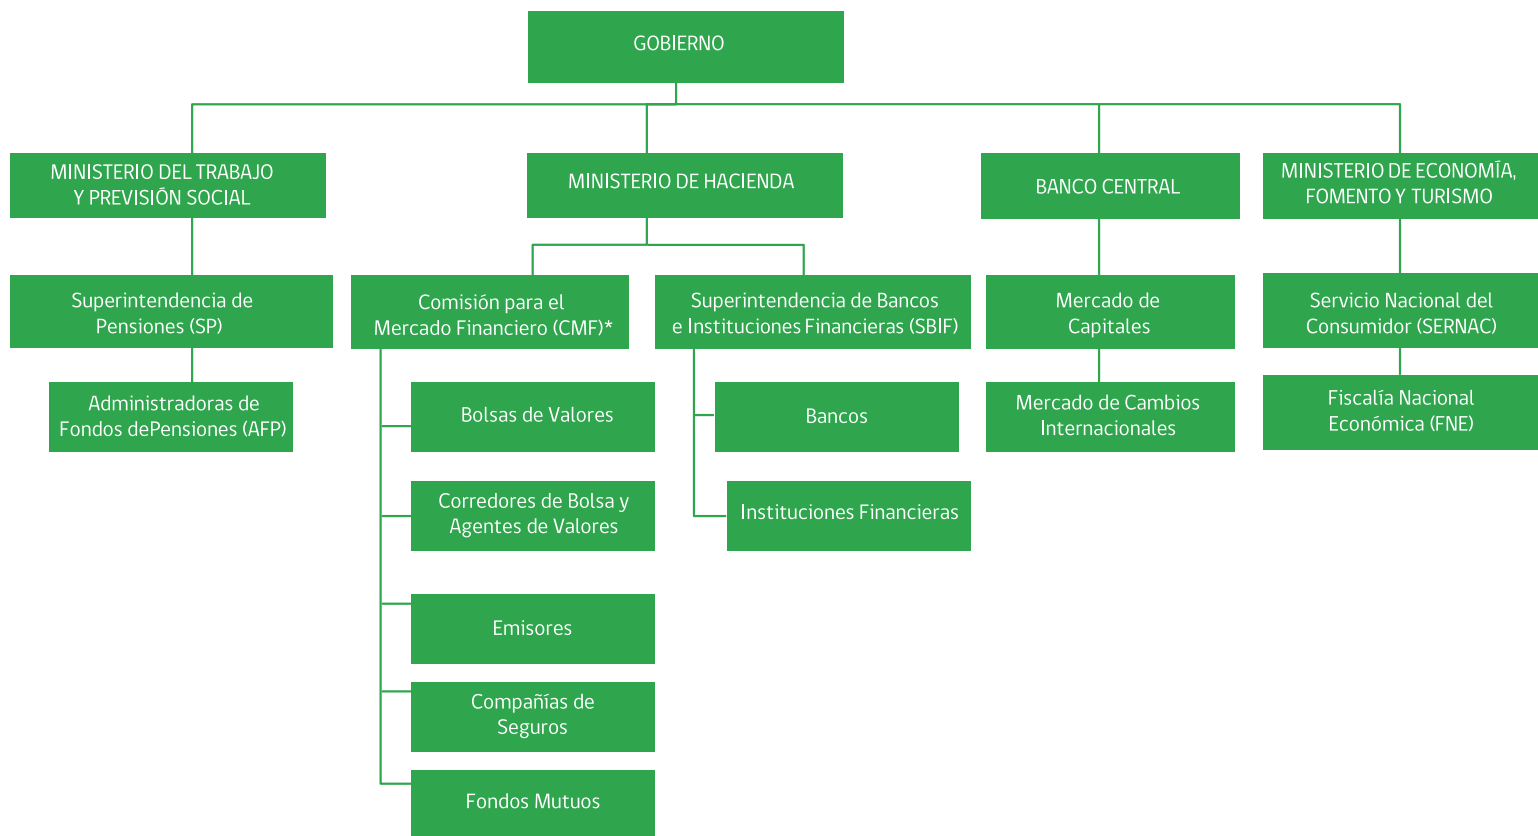 GOBIERNO
MINISTERIO DEL TRABAJO
Y PREVISIÓN SOCIAL
MINISTERIO DE HACIENDA
BANCO CENTRAL
MINISTERIO DE ECONOMÍA,
FOMENTO Y TURISMO
Superintendencia de
Pensiones (SP)
Comisión para el
Mercado Financiero (CMF)*
Superintendencia de Bancos
e Instituciones Financieras (SBIF)
Mercado de
Capitales
Servicio Nacional del
Consumidor (SERNAC)
Administradoras de
Fondos dePensiones (AFP)
Bolsas de Valores
Bancos
Mercado de Cambios
Internacionales
Fiscalía Nacional
Económica (FNE)
Corredores de Bolsa y
Agentes de Valores
Instituciones Financieras
Emisores
Compañías de
Seguros
Fondos Mutuos